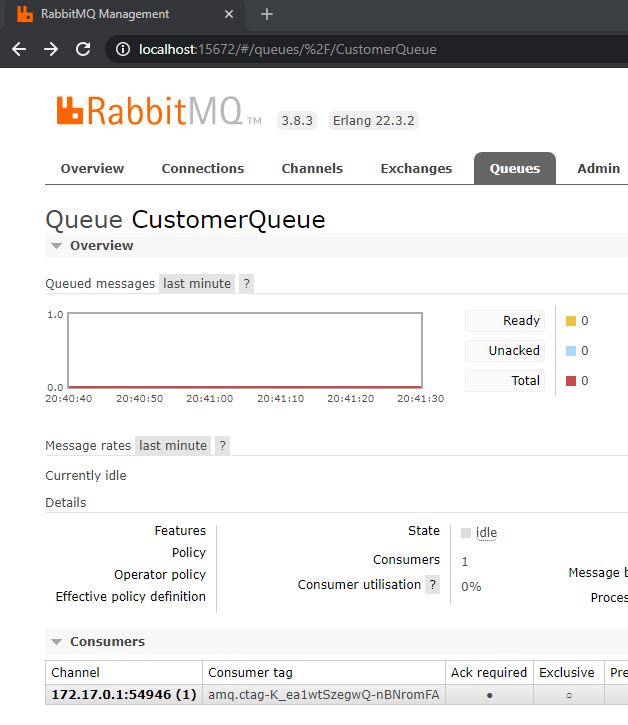 RabbitMQ Management
localhost:15672/#/queues/%2F/CustomerQueue
RabbitMQ TM 3.8.3 Erlang 22.3.2
Overview Connections Channels Exchanges Queues Admin
Queue CustomerQueue
Overview
Queued messages last minute ?
1.0
0.0
20:40:40 20:40:50 20:41:00 20:41:10 20:41:20 20:41:30
Ready 0
Unacked 0
Total 0
Message rates last minute ?
Currently idle
Details
Features
Policy
Operator policy
Effective policy definition
State idle
Consumers 1
Consumer utilisation ? 0%
Message b
Proces
Consumers
Channel Consumer tag Ack required Exclusive Pre
172.17.0.1:54946 (1) amq.ctag-K_ea1wtSzegwQ-nBNromFA ● ○